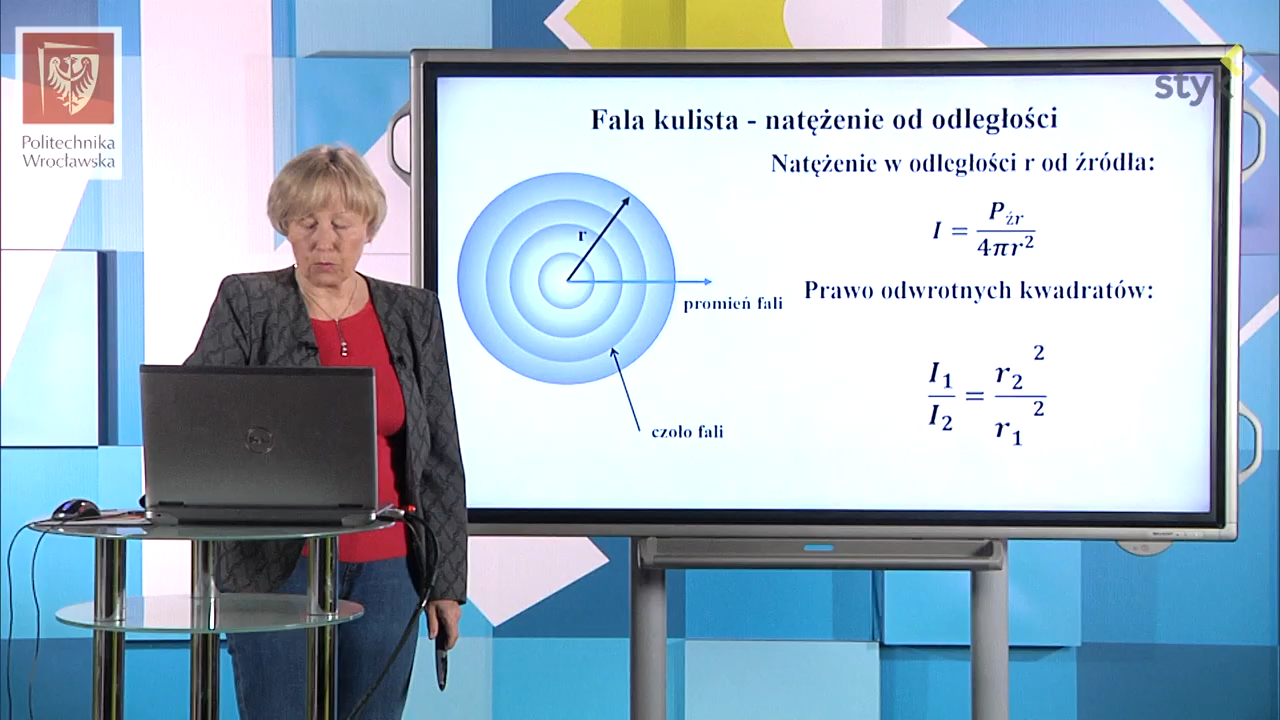 Politechnika
Wrocławska
styk
Fala kulista - natężenie od odległości
Natężenie w odległości r od źródła:
I = Pźr / 4πr²
r
promień fali
Prawo odwrotnych kwadratów:
I₁ / I₂ = r₂² / r₁²
czoło fali